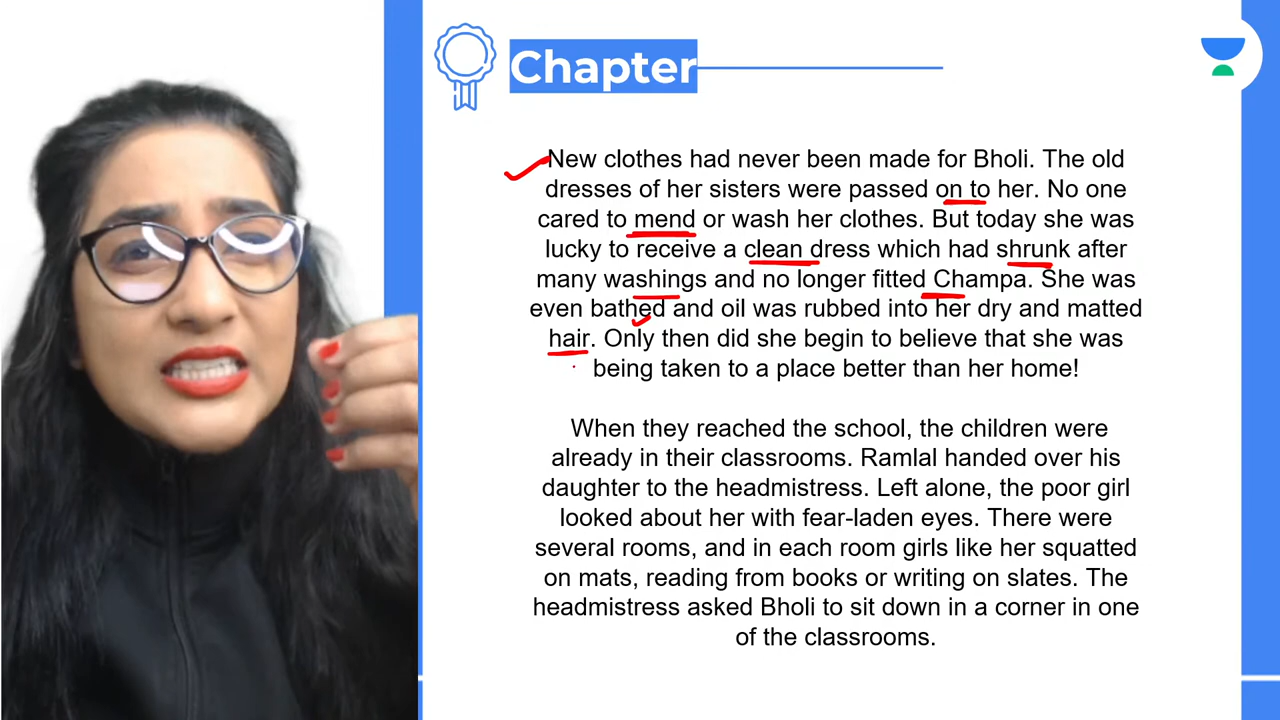 Chapter
New clothes had never been made for Bholi. The old
dresses of her sisters were passed on to her. No one
cared to mend or wash her clothes. But today she was
lucky to receive a clean dress which had shrunk after
many washings and no longer fitted Champa. She was
even bathed and oil was rubbed into her dry and matted
hair. Only then did she begin to believe that she was
being taken to a place better than her home!
When they reached the school, the children were
already in their classrooms. Ramlal handed over his
daughter to the headmistress. Left alone, the poor girl
looked about her with fear-laden eyes. There were
several rooms, and in each room girls like her squatted
on mats, reading from books or writing on slates. The
headmistress asked Bholi to sit down in a corner in one
of the classrooms.